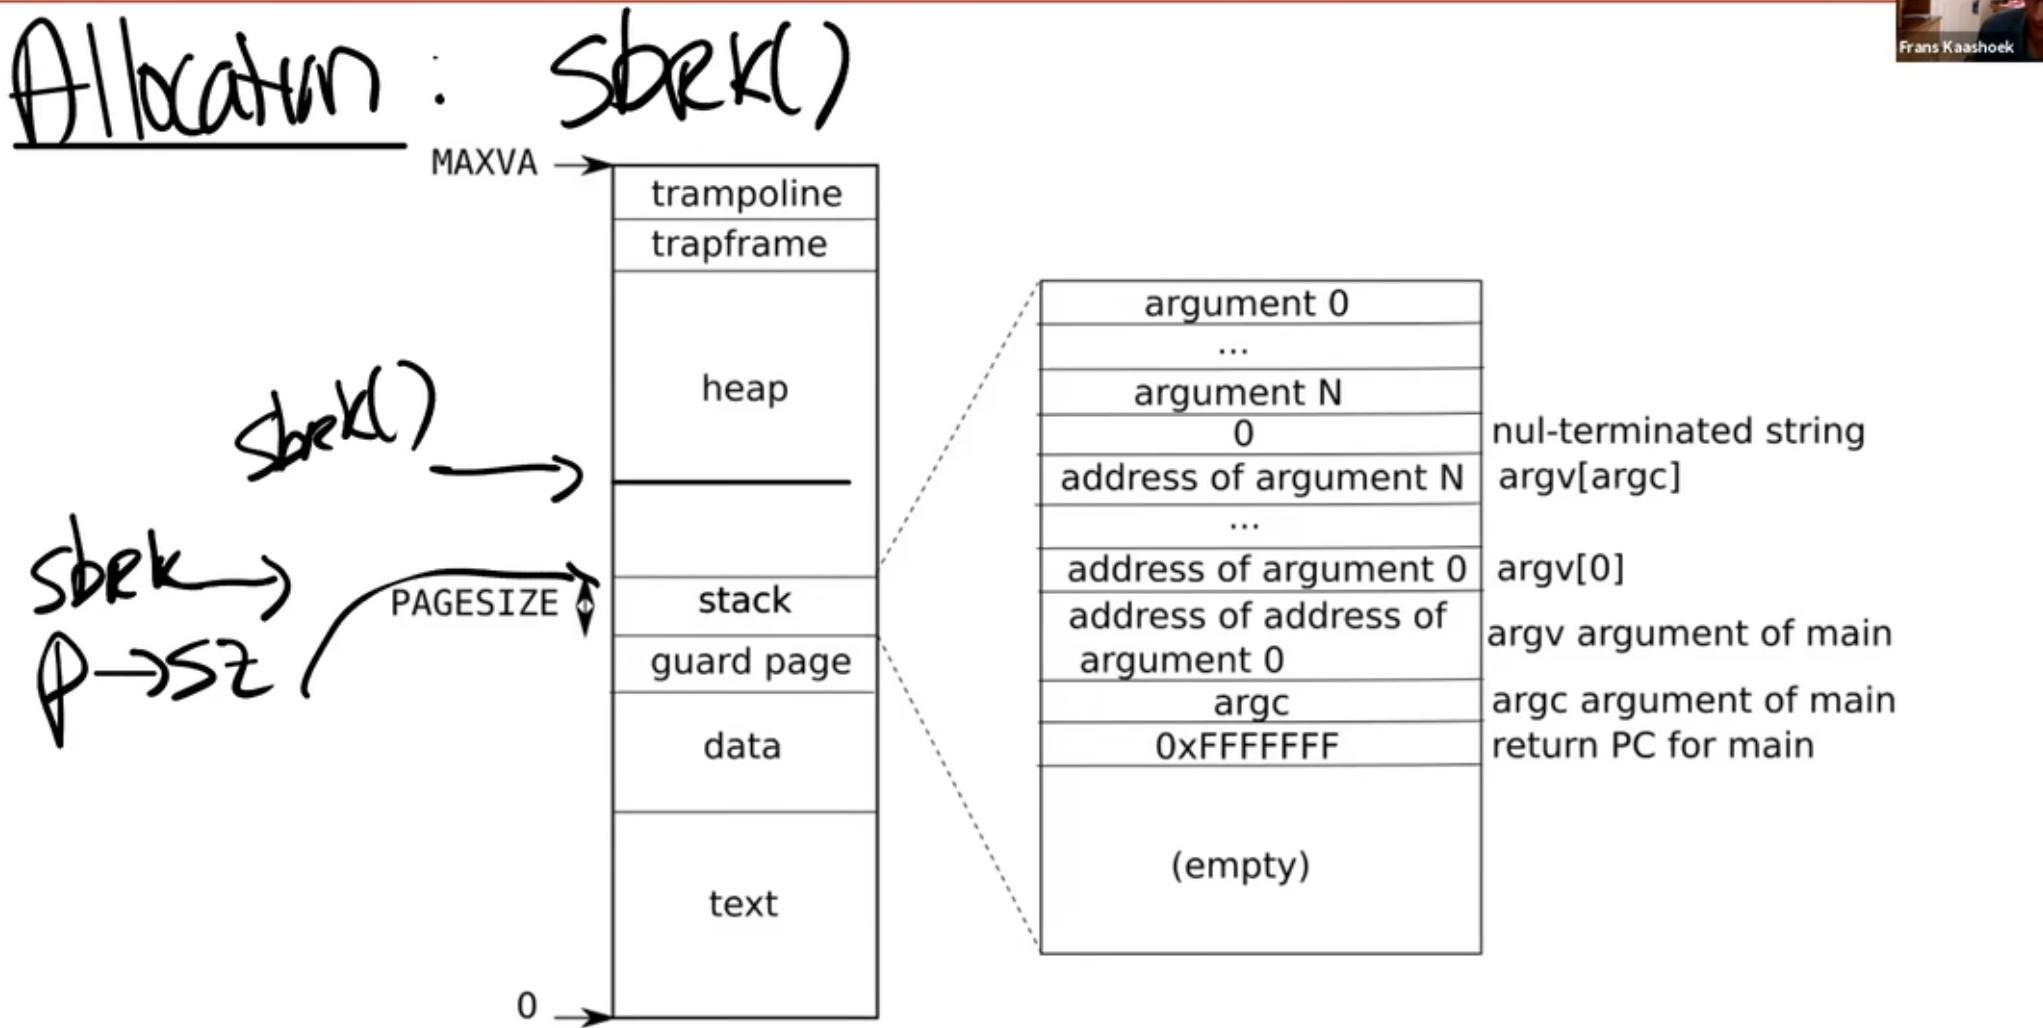 Frans Kaashoek
Allocation : sbrk()
MAXVA
trampoline
trapframe
heap
sbrk()
sbrk
p→sz
PAGESIZE
stack
guard page
data
text
0
argument 0
...
argument N
0 nul-terminated string
address of argument N argv[argc]
...
address of argument 0 argv[0]
address of address of
argument 0 argv argument of main
argc argc argument of main
0xFFFFFFF return PC for main
(empty)